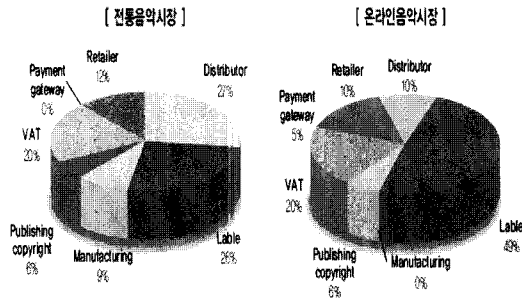 [ 전통음악시장 ]
Retailer
12%
Payment
gateway
0%
Distributor
27%
VAT
20%
Publishing
copyright
6%
Manufacturing
9%
Lable
26%
[ 온라인음악시장 ]
Retailer
10%
Distributor
10%
Payment
gateway
5%
VAT
20%
Publishing
copyright
6%
Manufacturing
0%
Lable
49%